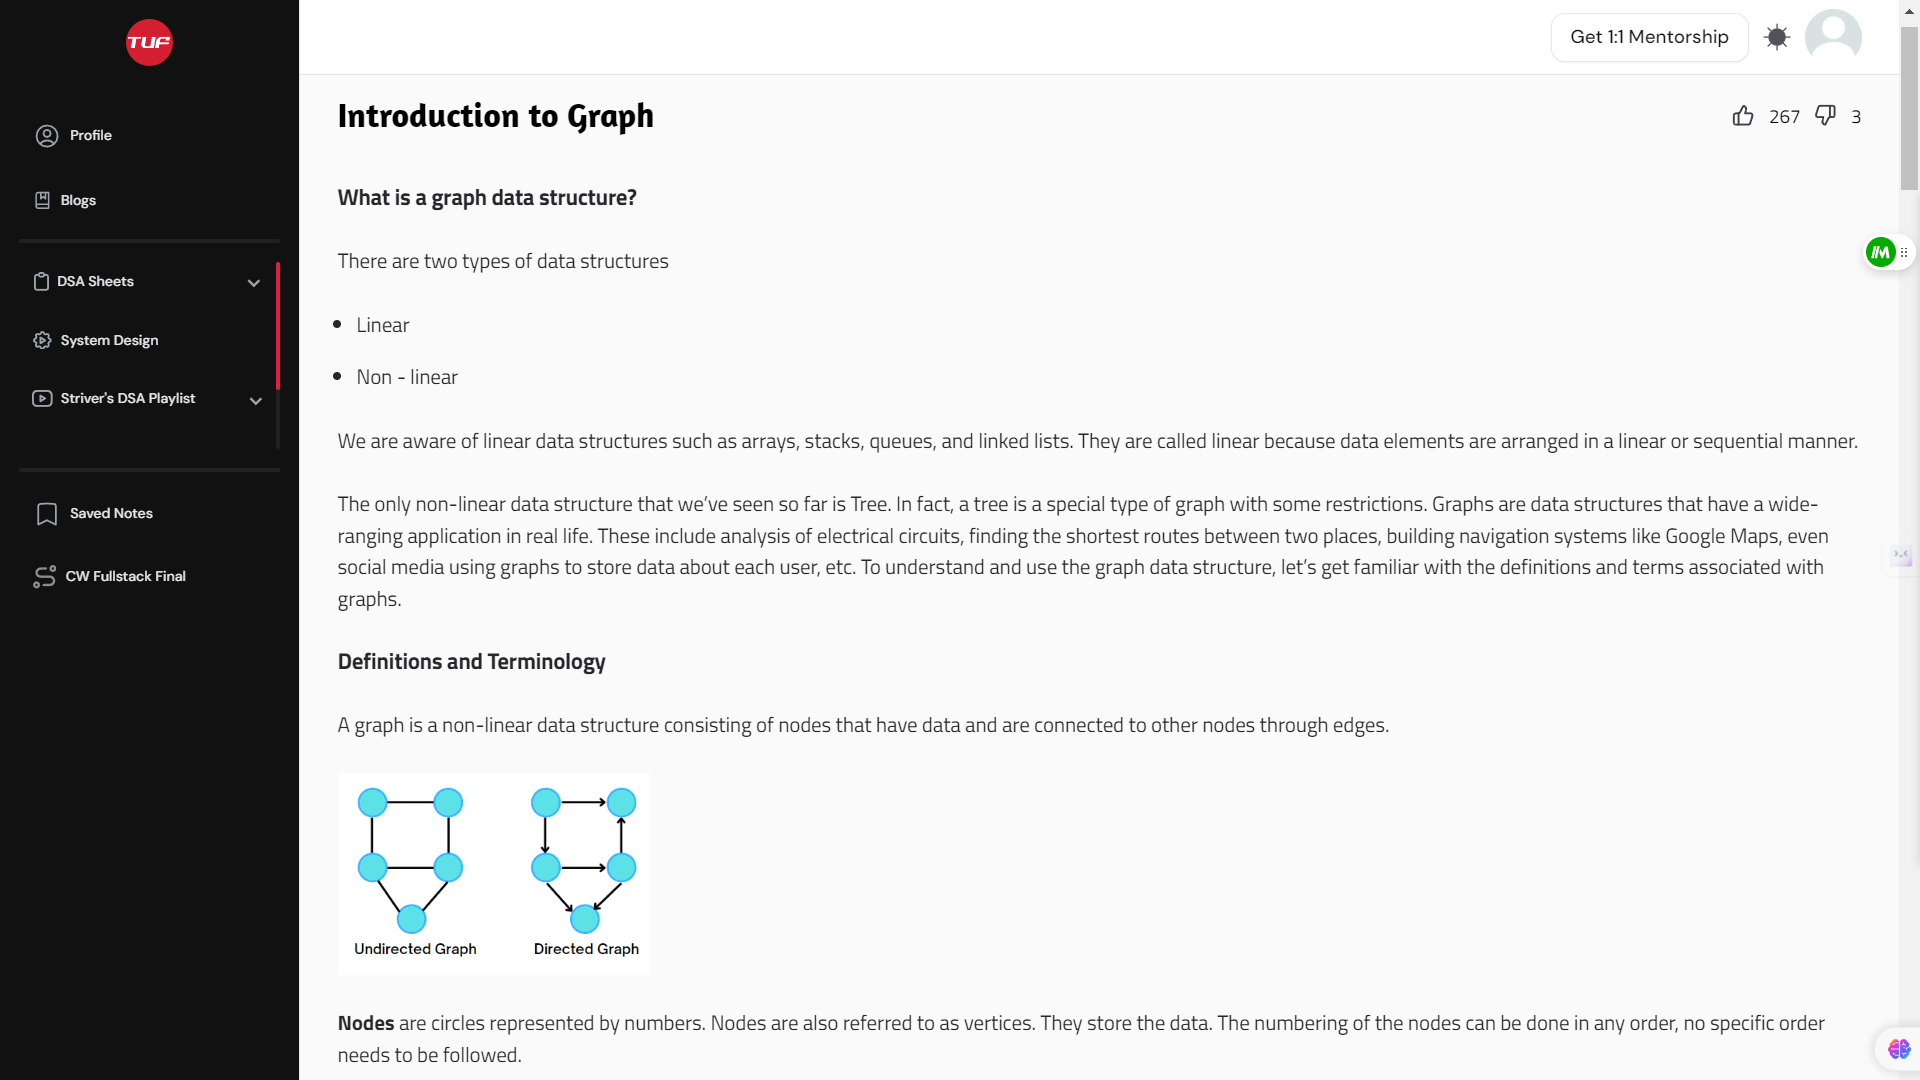 TUF
Get 1:1 Mentorship
Profile
Blogs
DSA Sheets
System Design
Striver's DSA Playlist
Saved Notes
CW Fullstack Final
Introduction to Graph
267
3
What is a graph data structure?
There are two types of data structures
Linear
Non - linear
We are aware of linear data structures such as arrays, stacks, queues, and linked lists. They are called linear because data elements are arranged in a linear or sequential manner.
The only non-linear data structure that we’ve seen so far is Tree. In fact, a tree is a special type of graph with some restrictions. Graphs are data structures that have a wide-
ranging application in real life. These include analysis of electrical circuits, finding the shortest routes between two places, building navigation systems like Google Maps, even
social media using graphs to store data about each user, etc. To understand and use the graph data structure, let’s get familiar with the definitions and terms associated with
graphs.
Definitions and Terminology
A graph is a non-linear data structure consisting of nodes that have data and are connected to other nodes through edges.
Undirected Graph
Directed Graph
Nodes are circles represented by numbers. Nodes are also referred to as vertices. They store the data. The numbering of the nodes can be done in any order, no specific order
needs to be followed.